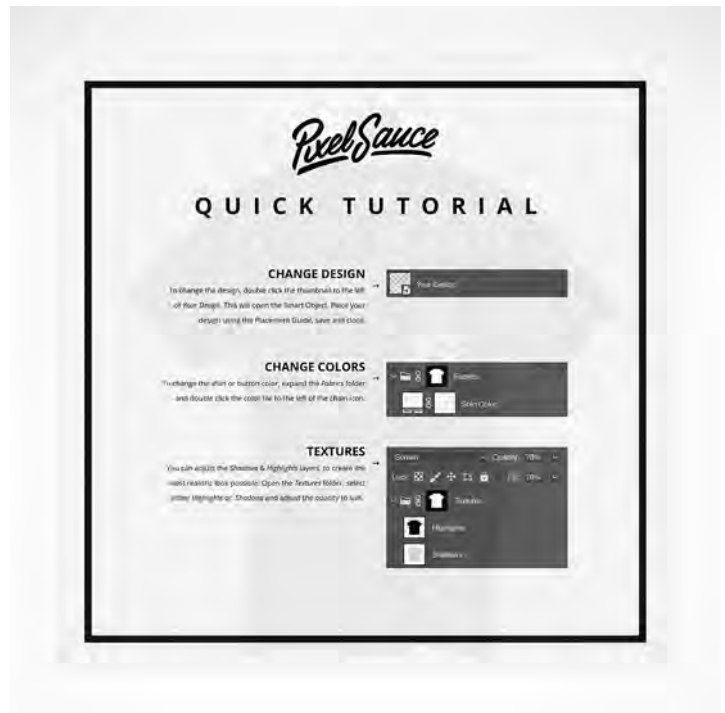 PixelSauce
QUICK TUTORIAL
CHANGE DESIGN
To change the design, double click the thumbnail to the left
of Your Design. This will open the Smart Object. Place your
design using the Placement Guide, save and close.
→
Your Design
CHANGE COLORS
To change the shirt or button color, expand the Fabrics folder
and double click the color tile to the left of the chain icon.
→
Fabrics
Shirt Color
TEXTURES
You can adjust the Shadows & Highlights layers, to create the
most realistic look possible. Open the Textures folder, select
either Highlights or Shadows and adjust the opacity to suit.
→
Screen Opacity: 70%
Lock: Fill: 70%
Textures
Highlights
Shadows